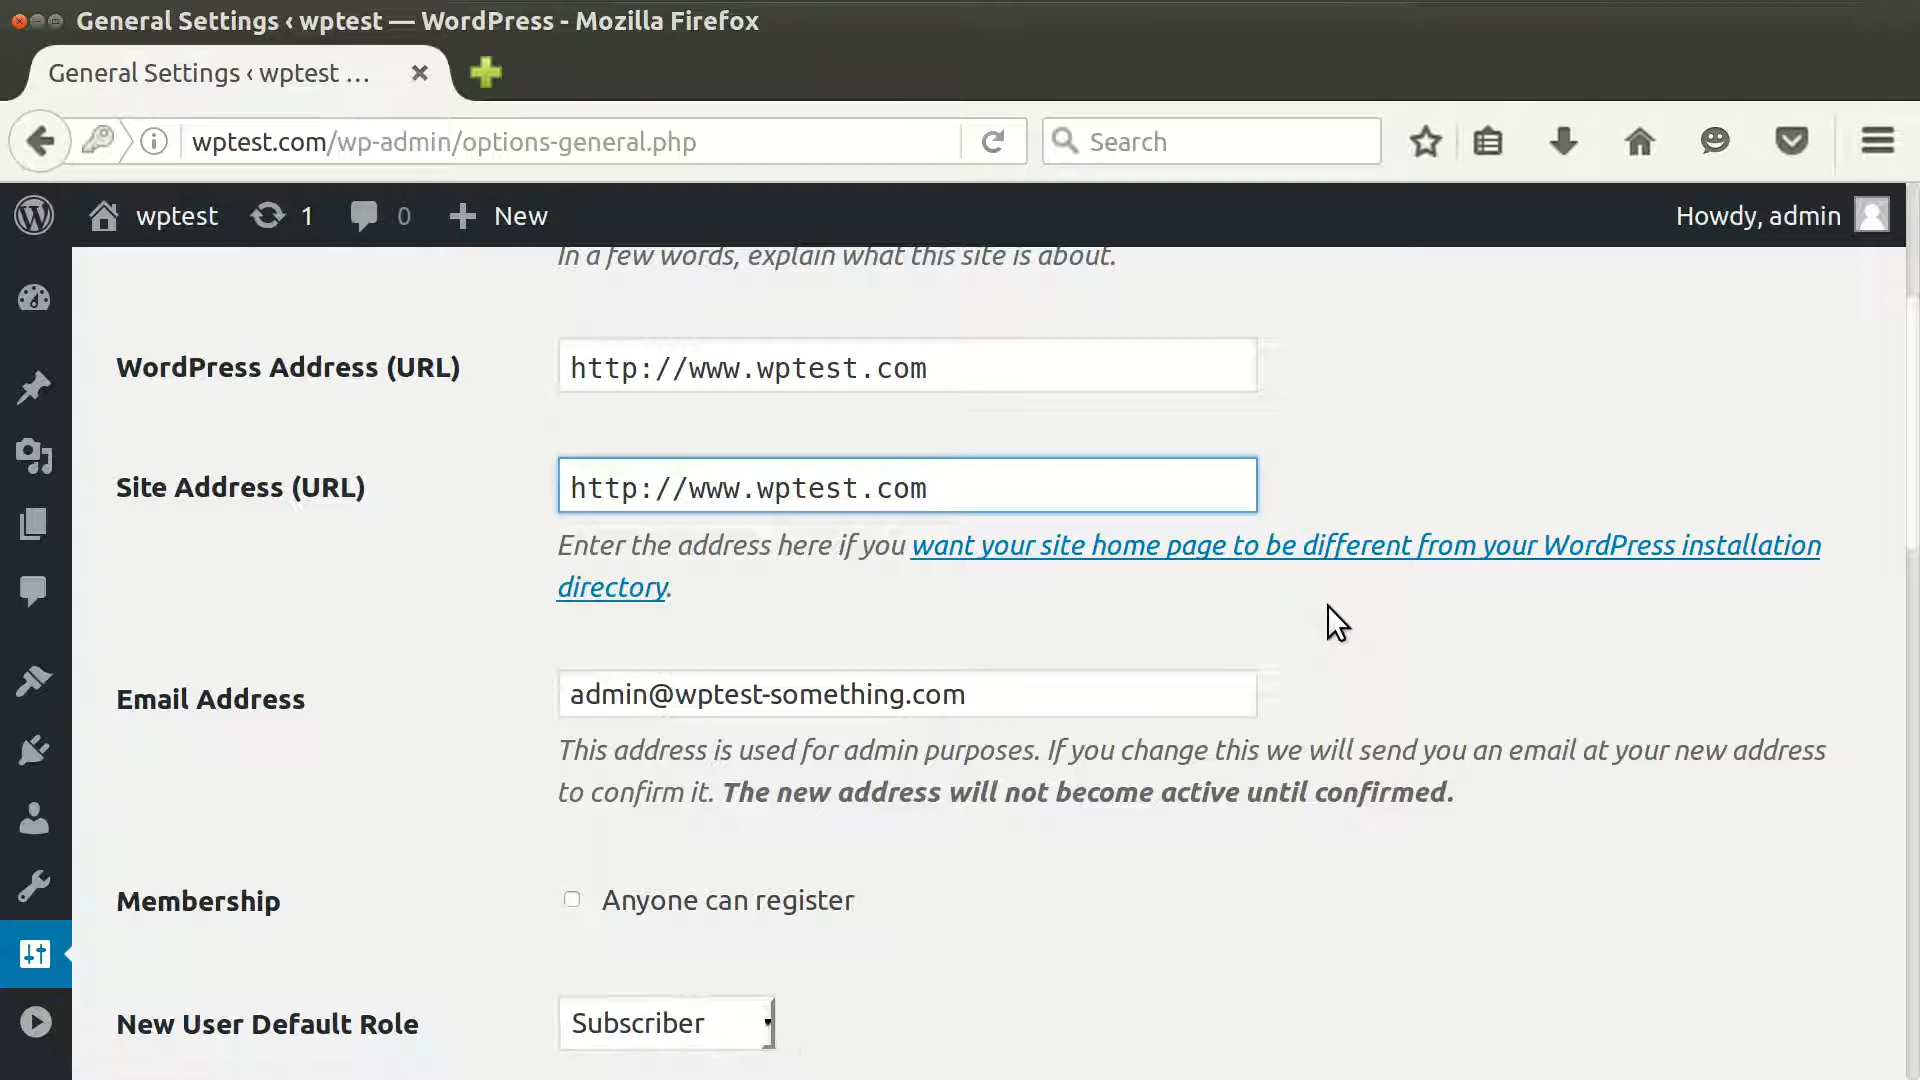 General Settings ‹ wptest — WordPress - Mozilla Firefox
General Settings ‹ wptest ...
wptest.com/wp-admin/options-general.php
Search
wptest
1
0
New
Howdy, admin
In a few words, explain what this site is about.
WordPress Address (URL)
http://www.wptest.com
Site Address (URL)
http://www.wptest.com
Enter the address here if you want your site home page to be different from your WordPress installation
directory.
Email Address
admin@wptest-something.com
This address is used for admin purposes. If you change this we will send you an email at your new address
to confirm it. The new address will not become active until confirmed.
Membership
Anyone can register
New User Default Role
Subscriber